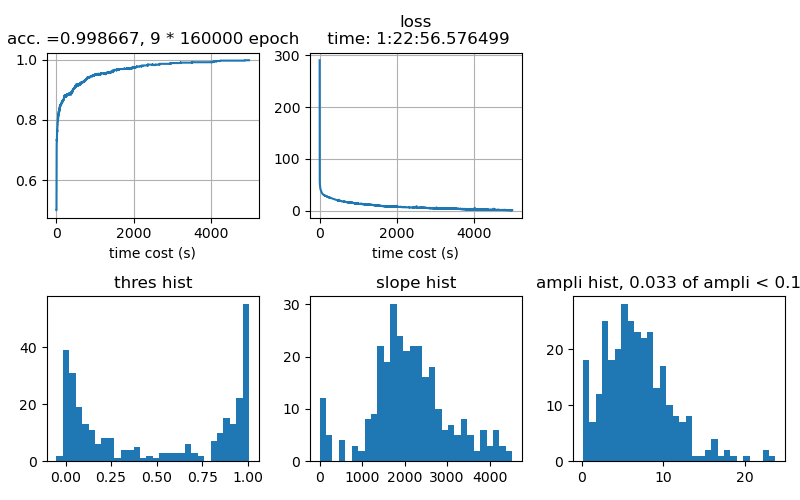 acc. =0.998667, 9 * 160000 epoch
1.0
0.8
0.6
0 2000 4000
time cost (s)
loss
time: 1:22:56.576499
300
200
100
0
0 2000 4000
time cost (s)
thres hist
40
20
0
0.00 0.25 0.50 0.75 1.00
slope hist
30
20
10
0
0 1000 2000 3000 4000
ampli hist, 0.033 of ampli < 0.1
20
10
0
0 10 20